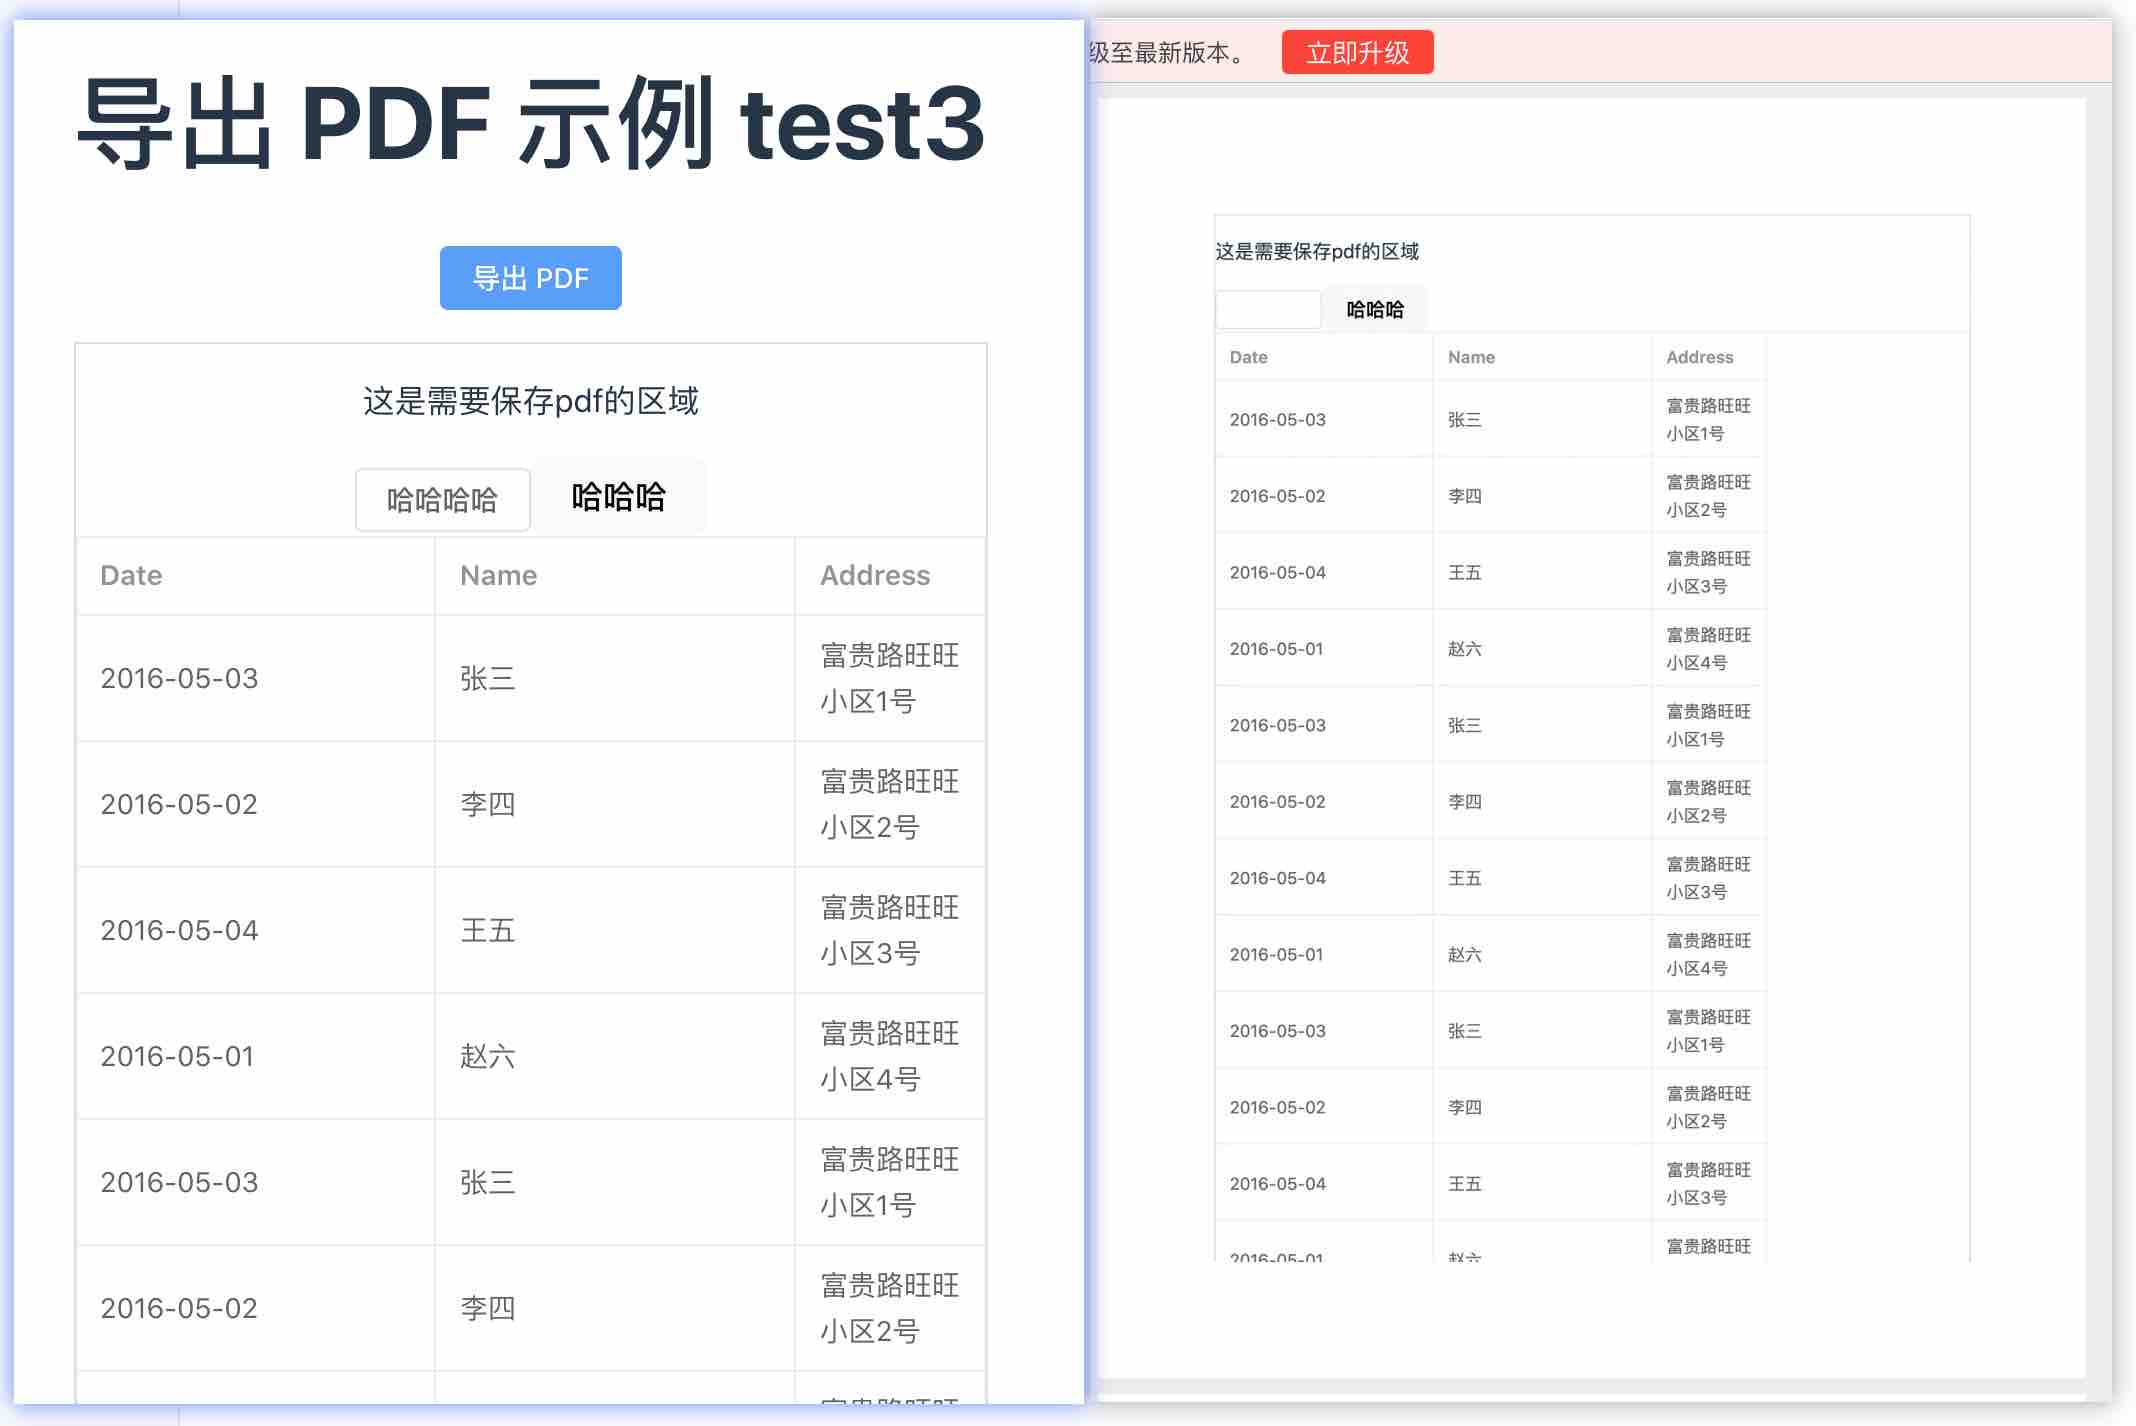 导出 PDF 示例 test3
导出 PDF
这是需要保存pdf的区域
哈哈哈哈 哈哈哈
Date Name Address
2016-05-03 张三 富贵路旺旺
小区1号
2016-05-02 李四 富贵路旺旺
小区2号
2016-05-04 王五 富贵路旺旺
小区3号
2016-05-01 赵六 富贵路旺旺
小区4号
2016-05-03 张三 富贵路旺旺
小区1号
2016-05-02 李四 富贵路旺旺
小区2号
级至最新版本。 立即升级
这是需要保存pdf的区域
哈哈哈
Date Name Address
2016-05-03 张三 富贵路旺旺
小区1号
2016-05-02 李四 富贵路旺旺
小区2号
2016-05-04 王五 富贵路旺旺
小区3号
2016-05-01 赵六 富贵路旺旺
小区4号
2016-05-03 张三 富贵路旺旺
小区1号
2016-05-02 李四 富贵路旺旺
小区2号
2016-05-04 王五 富贵路旺旺
小区3号
2016-05-01 赵六 富贵路旺旺
小区4号
2016-05-03 张三 富贵路旺旺
小区1号
2016-05-02 李四 富贵路旺旺
小区2号
2016-05-04 王五 富贵路旺旺
小区3号
2016-05-01 赵六 富贵路旺旺